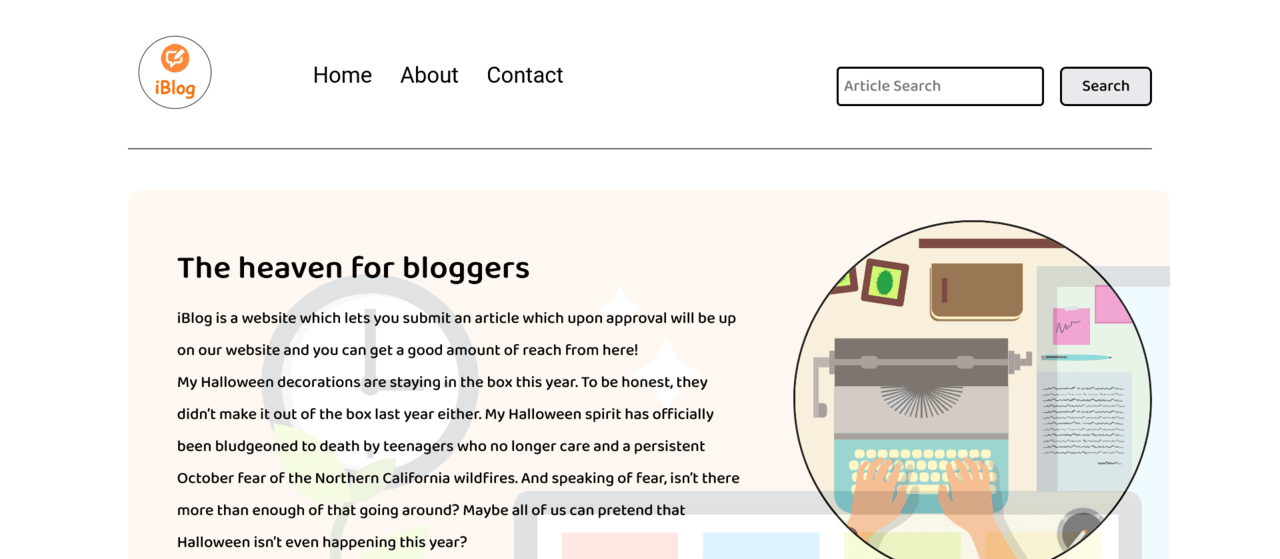 iBlog
Home About Contact
Article Search
Search
The heaven for bloggers
iBlog is a website which lets you submit an article which upon approval will be up
on our website and you can get a good amount of reach from here!
My Halloween decorations are staying in the box this year. To be honest, they
didn't make it out of the box last year either. My Halloween spirit has officially
been bludgeoned to death by teenagers who no longer care and a persistent
October fear of the Northern California wildfires. And speaking of fear, isn't there
more than enough of that going around? Maybe all of us can pretend that
Halloween isn't even happening this year?